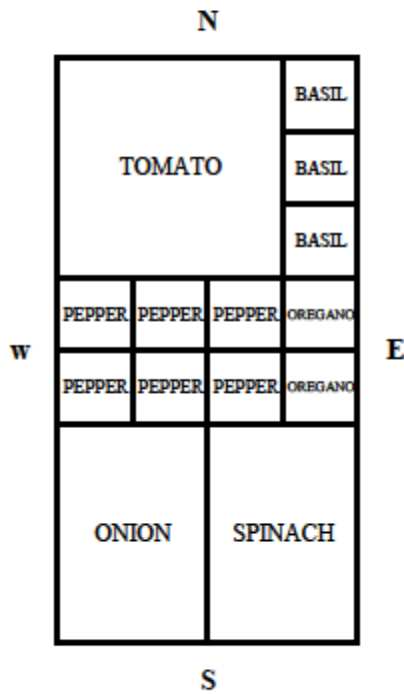 N
BASIL
TOMATO
BASIL
BASIL
PEPPER PEPPER PEPPER OREGANO
W
E
PEPPER PEPPER PEPPER OREGANO
ONION SPINACH
S